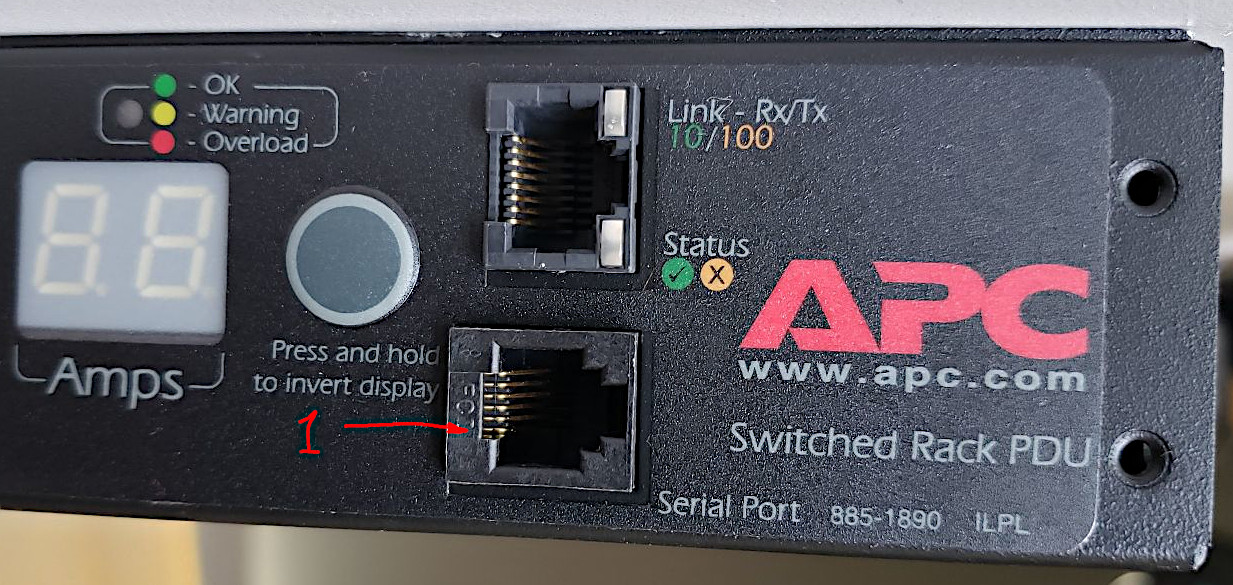 - OK
- Warning
- Overload
88
Amps
Press and hold
to invert display
1
Link - Rx/Tx
10/100
Status
✓ X
APC
www.apc.com
Switched Rack PDU
Serial Port 885-1890 ILPL